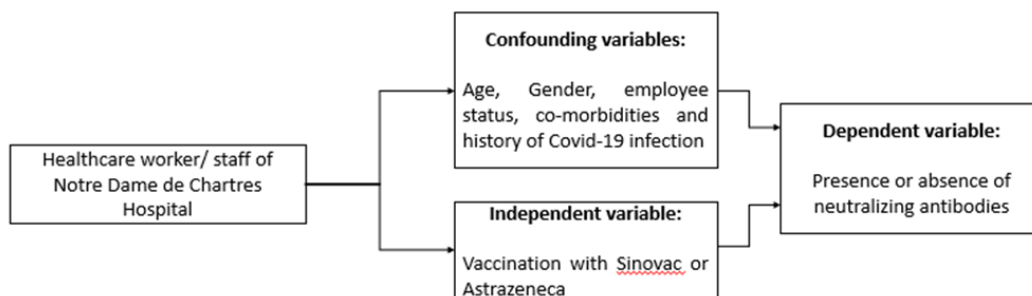 Healthcare worker/ staff of
Notre Dame de Chartres
Hospital
Confounding variables:
Age, Gender, employee
status, co-morbidities and
history of Covid-19 infection
Independent variable:
Vaccination with Sinovac or
Astrazeneca
Dependent variable:
Presence or absence of
neutralizing antibodies